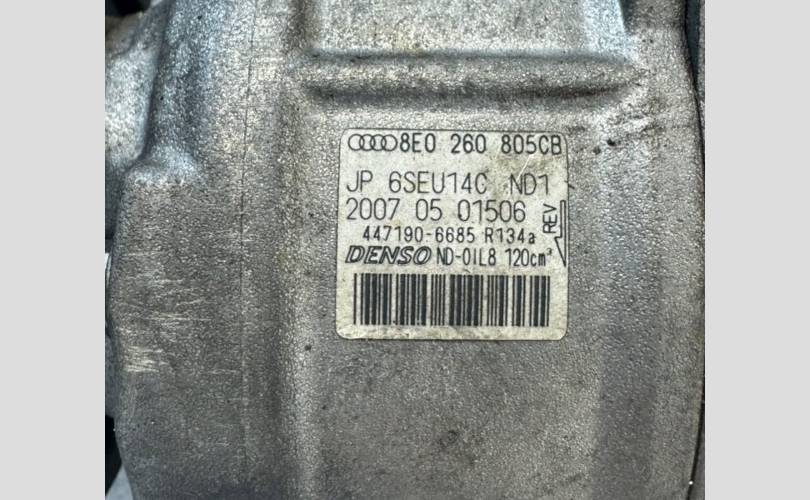 8E0 260 805CB
JP 6SEU14C ND1
2007 05 01506
REV
447190-6685 R134a
DENSO ND-OIL8 120cm³